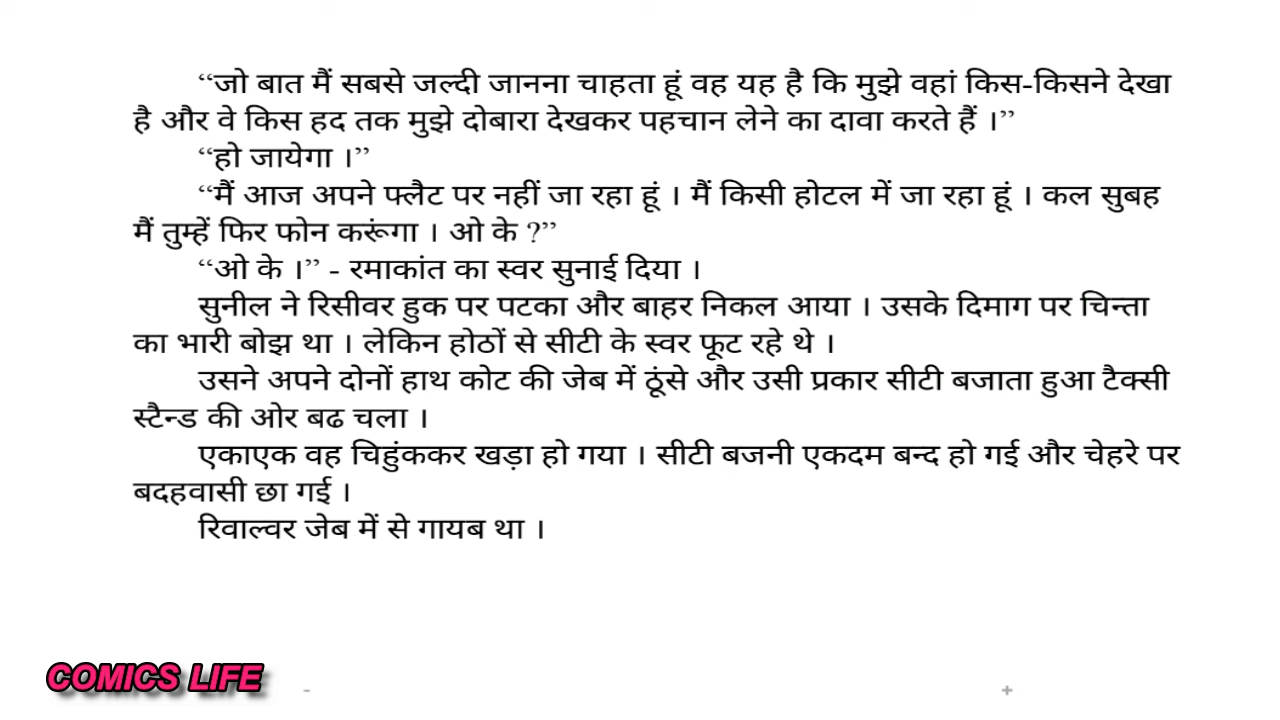 “जो बात मैं सबसे जल्दी जानना चाहता हूं वह यह है कि मुझे वहां किस-किसने देखा
है और वे किस हद तक मुझे दोबारा देखकर पहचान लेने का दावा करते हैं ।”
“हो जायेगा ।”
“मैं आज अपने फ्लैट पर नहीं जा रहा हूं । मैं किसी होटल में जा रहा हूं । कल सुबह
मैं तुम्हें फिर फोन करूंगा । ओ के ?”
“ओ के ।” - रमाकांत का स्वर सुनाई दिया ।
सुनील ने रिसीवर हुक पर पटका और बाहर निकल आया । उसके दिमाग पर चिन्ता
का भारी बोझ था । लेकिन होठों से सीटी के स्वर फूट रहे थे ।
उसने अपने दोनों हाथ कोट की जेब में ठूंसे और उसी प्रकार सीटी बजाता हुआ टैक्सी
स्टैन्ड की ओर बढ चला ।
एकाएक वह चिहुंककर खड़ा हो गया । सीटी बजनी एकदम बन्द हो गई और चेहरे पर
बदहवासी छा गई ।
रिवाल्वर जेब में से गायब था ।
COMICS LIFE
- +